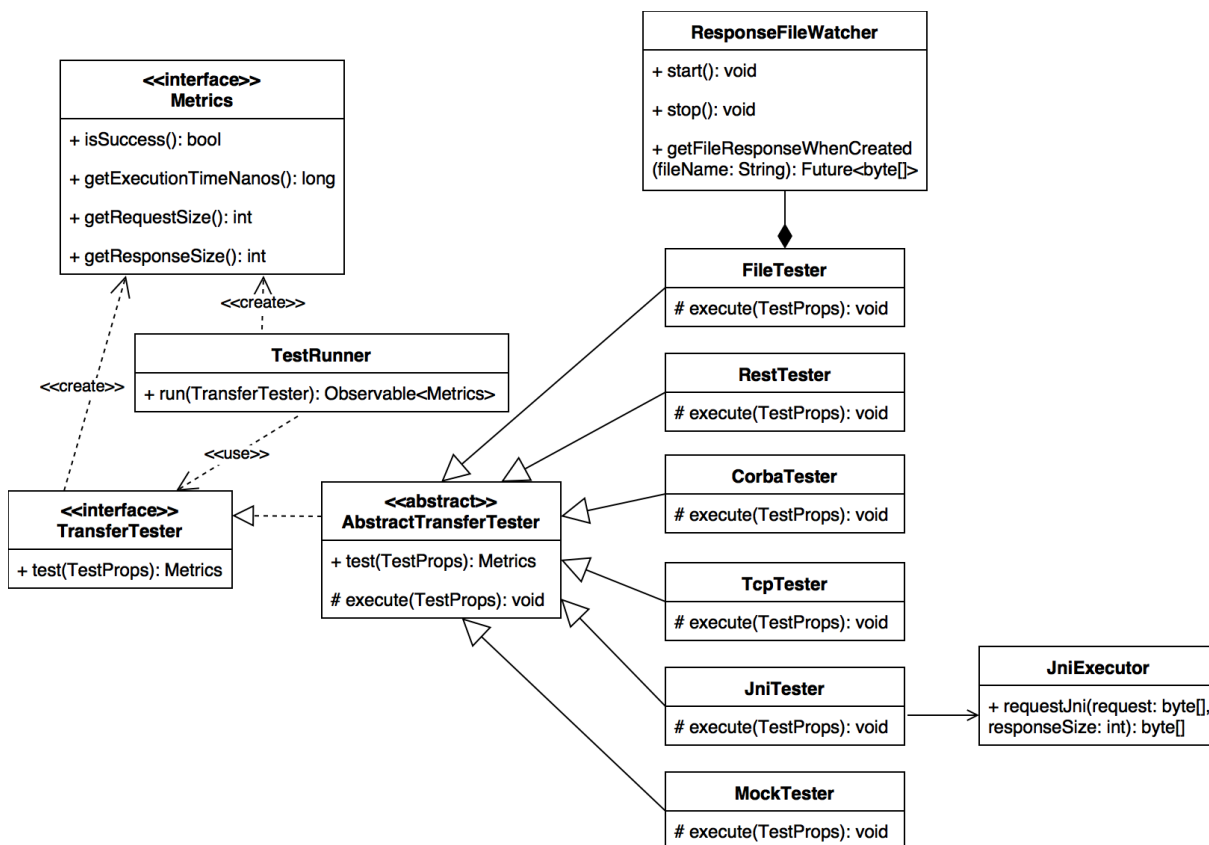 ResponseFileWatcher
+ start(): void
+ stop(): void
+ getFileResponseWhenCreated
(fileName: String): Future<byte[]>
<<interface>>
Metrics
+ isSuccess(): bool
+ getExecutionTimeNanos(): long
+ getRequestSize(): int
+ getResponseSize(): int
<<create>>
FileTester
# execute(TestProps): void
TestRunner
+ run(TransferTester): Observable<Metrics>
<<create>>
RestTester
# execute(TestProps): void
<<use>>
<<interface>>
TransferTester
+ test(TestProps): Metrics
<<abstract>>
AbstractTransferTester
+ test(TestProps): Metrics
# execute(TestProps): void
CorbaTester
# execute(TestProps): void
TcpTester
# execute(TestProps): void
JniTester
# execute(TestProps): void
JniExecutor
+ requestJni(request: byte[],
responseSize: int): byte[]
MockTester
# execute(TestProps): void